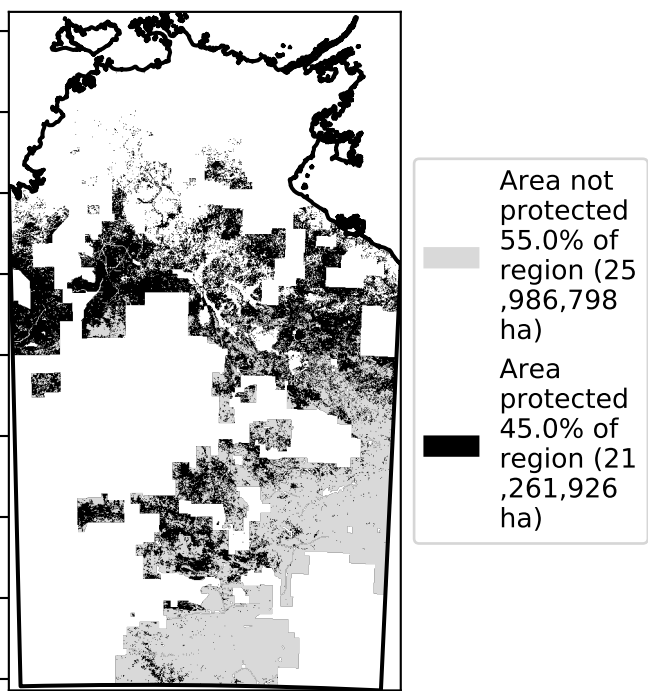 Area not
protected
55.0% of
region (25
,986,798
ha)
Area
protected
45.0% of
region (21
,261,926
ha)